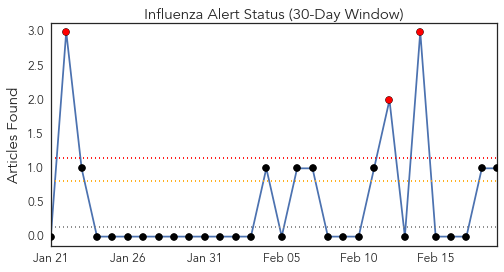 Influenza Alert Status (30-Day Window)
Articles Found
3.0
2.5
2.0
1.5
1.0
0.5
0.0
Jan 21 Jan 26 Jan 31 Feb 05 Feb 10 Feb 15